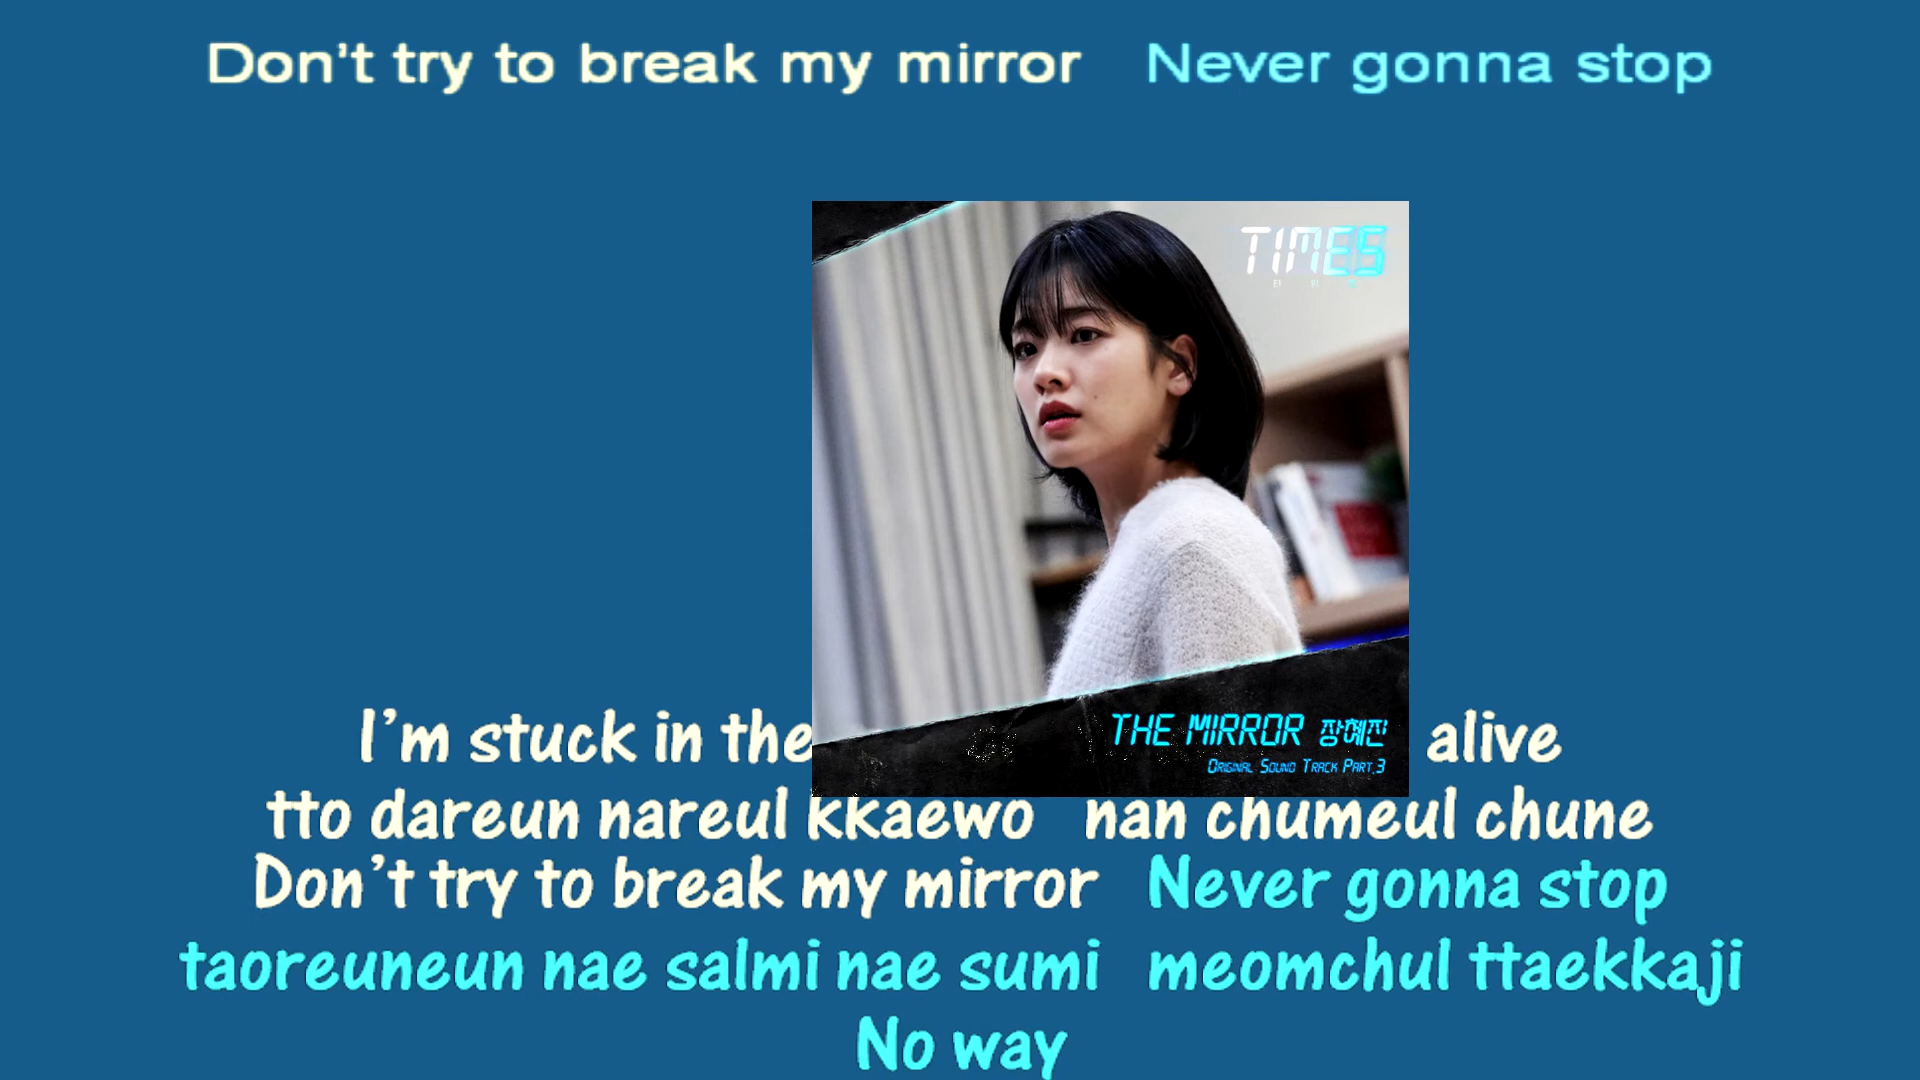 Don't try to break my mirror Never gonna stop
TIMES
THE MIRROR 장예진
ORIGINAL SOUND TRACK PART.3
I'm stuck in the alive
tto dareun nareul kkaewo nan chumeul chune
Don't try to break my mirror Never gonna stop
taoreuneun nae salmi nae sumi meomchul ttaekkaji
No way